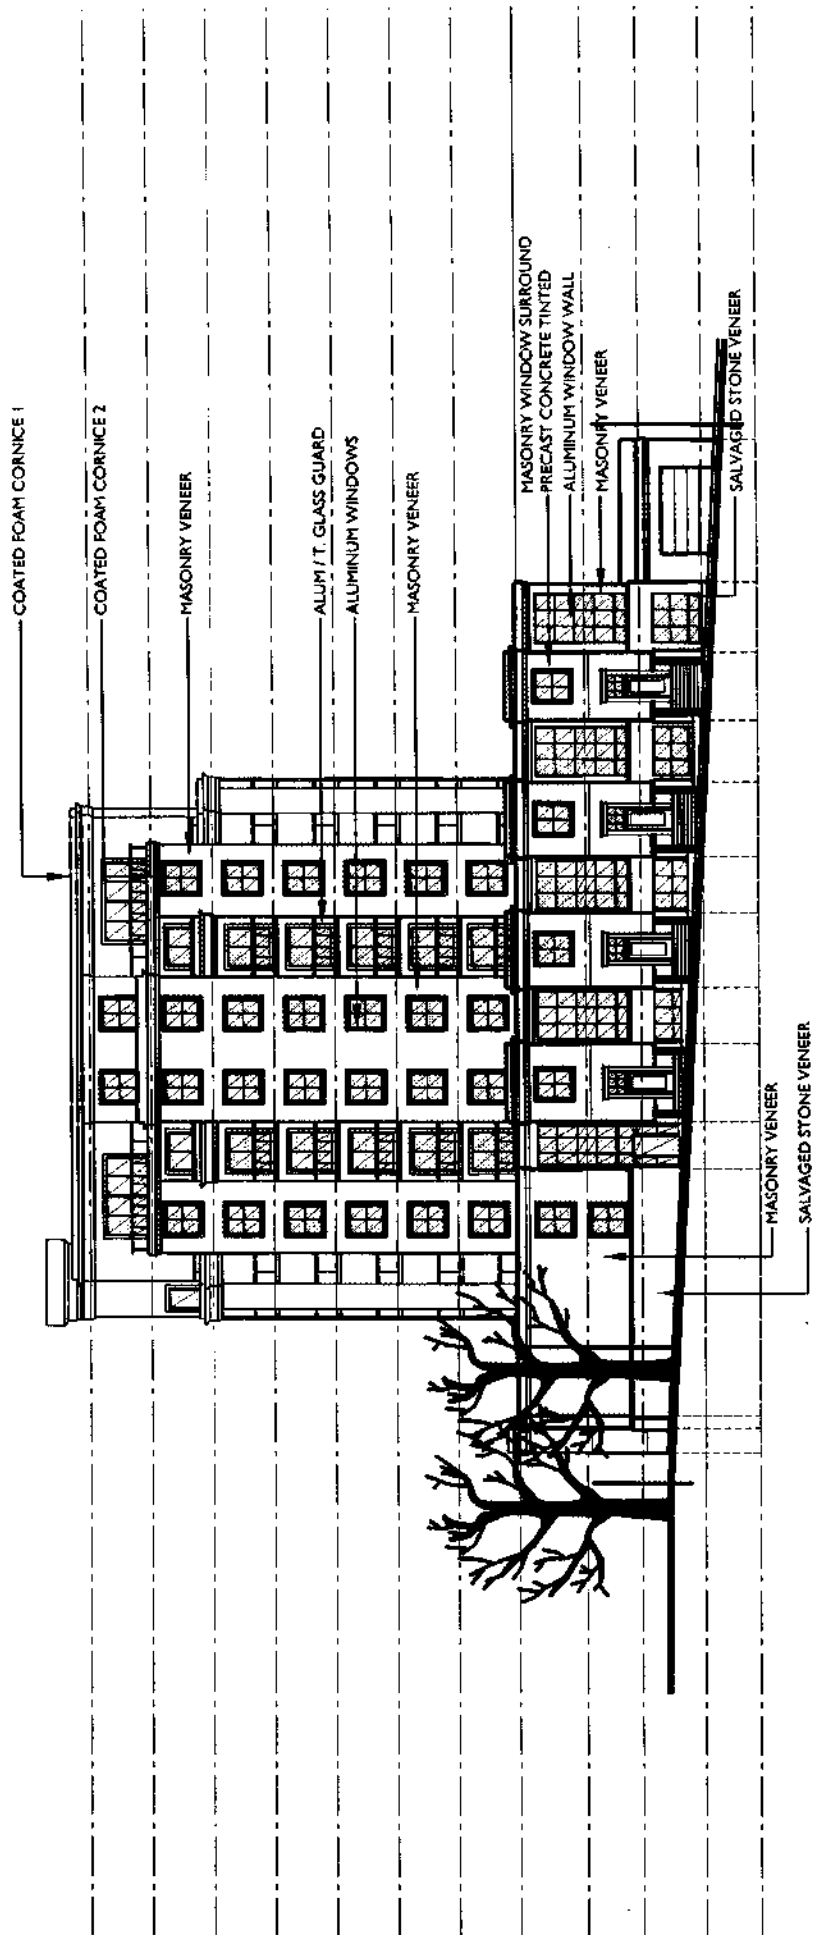 COATED FOAM CORNICE 1
COATED FOAM CORNICE 2
MASONRY VENEER
ALUM / T. GLASS GUARD
ALUMINUM WINDOWS
MASONRY VENEER
MASONRY WINDOW SURROUND
PRECAST CONCRETE TINTED
ALUMINUM WINDOW WALL
MASONRY VENEER
SALVAGED STONE VENEER
MASONRY VENEER
SALVAGED STONE VENEER